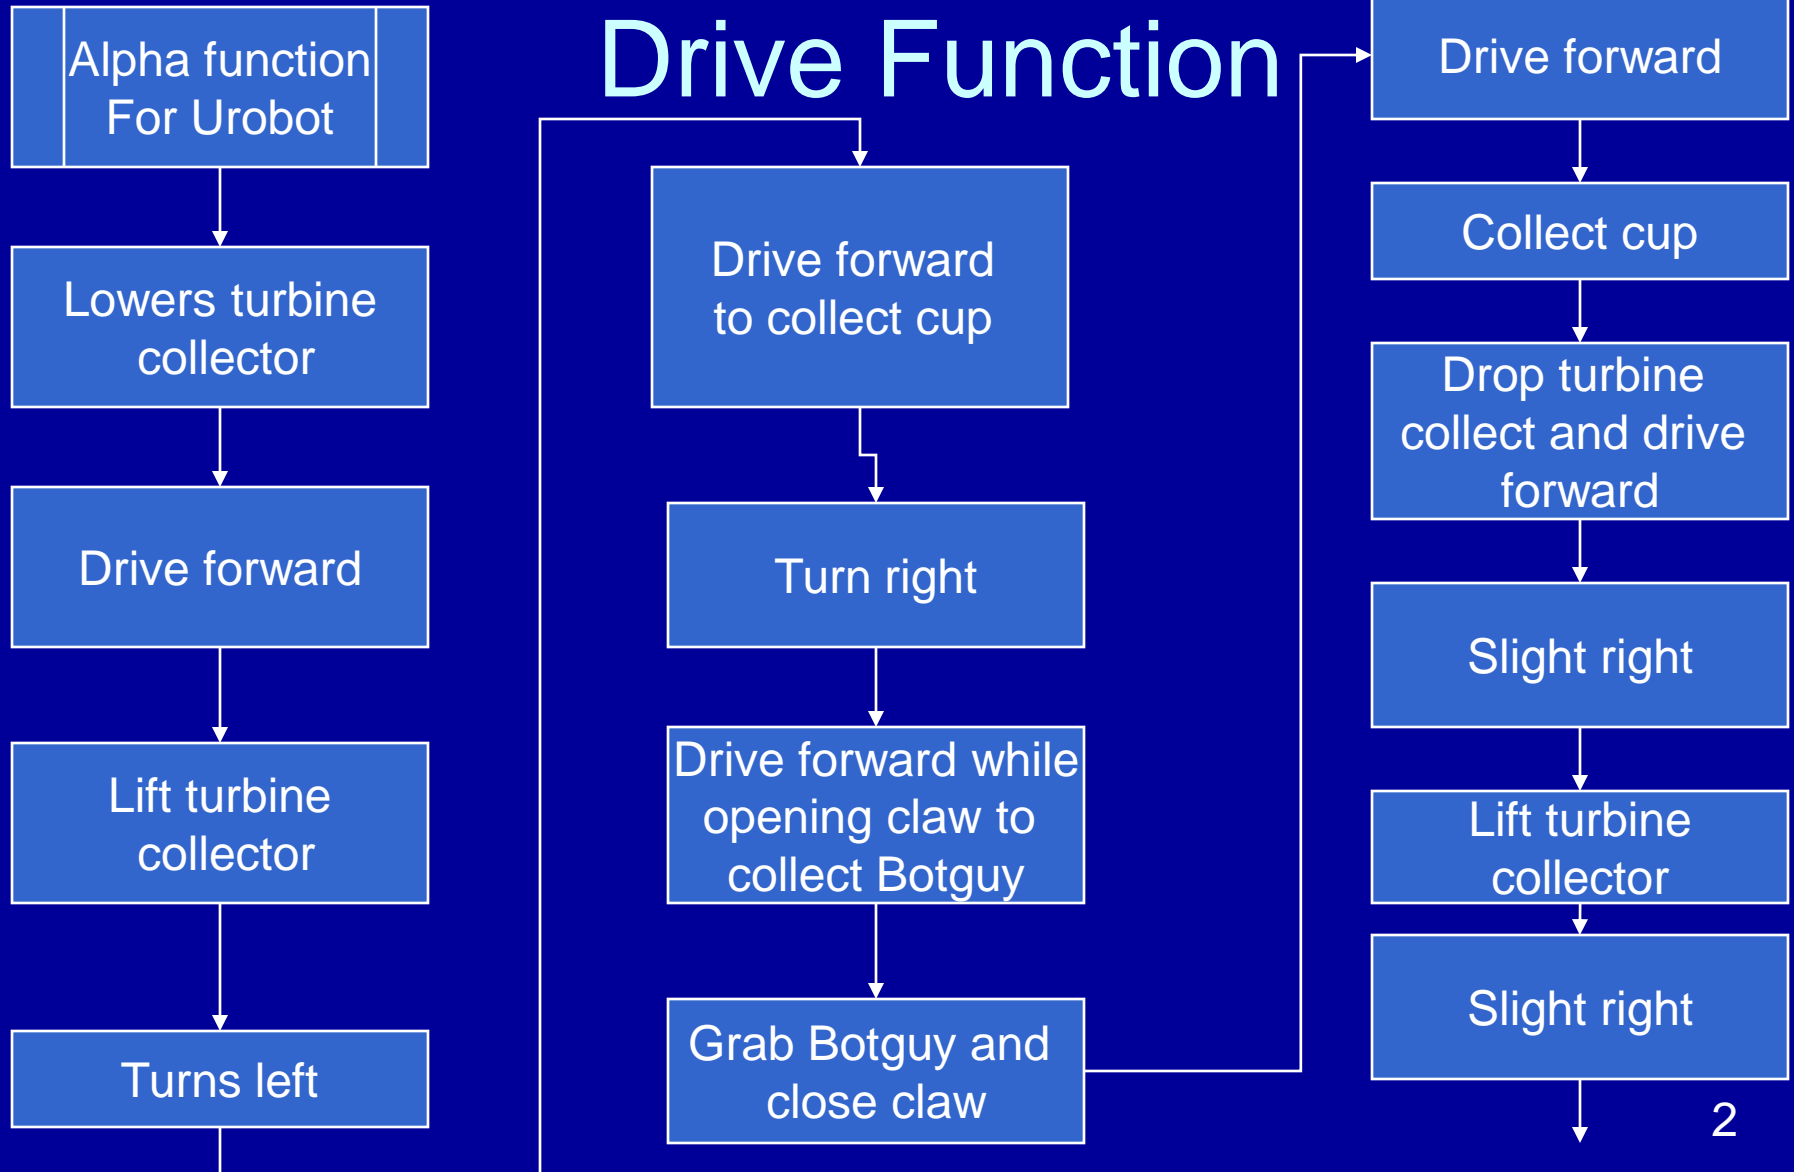 Drive Function
Alpha function
For Urobot
Lowers turbine
collector
Drive forward
Lift turbine
collector
Turns left
Drive forward
to collect cup
Turn right
Drive forward while
opening claw to
collect Botguy
Grab Botguy and
close claw
Drive forward
Collect cup
Drop turbine
collect and drive
forward
Slight right
Lift turbine
collector
Slight right
2